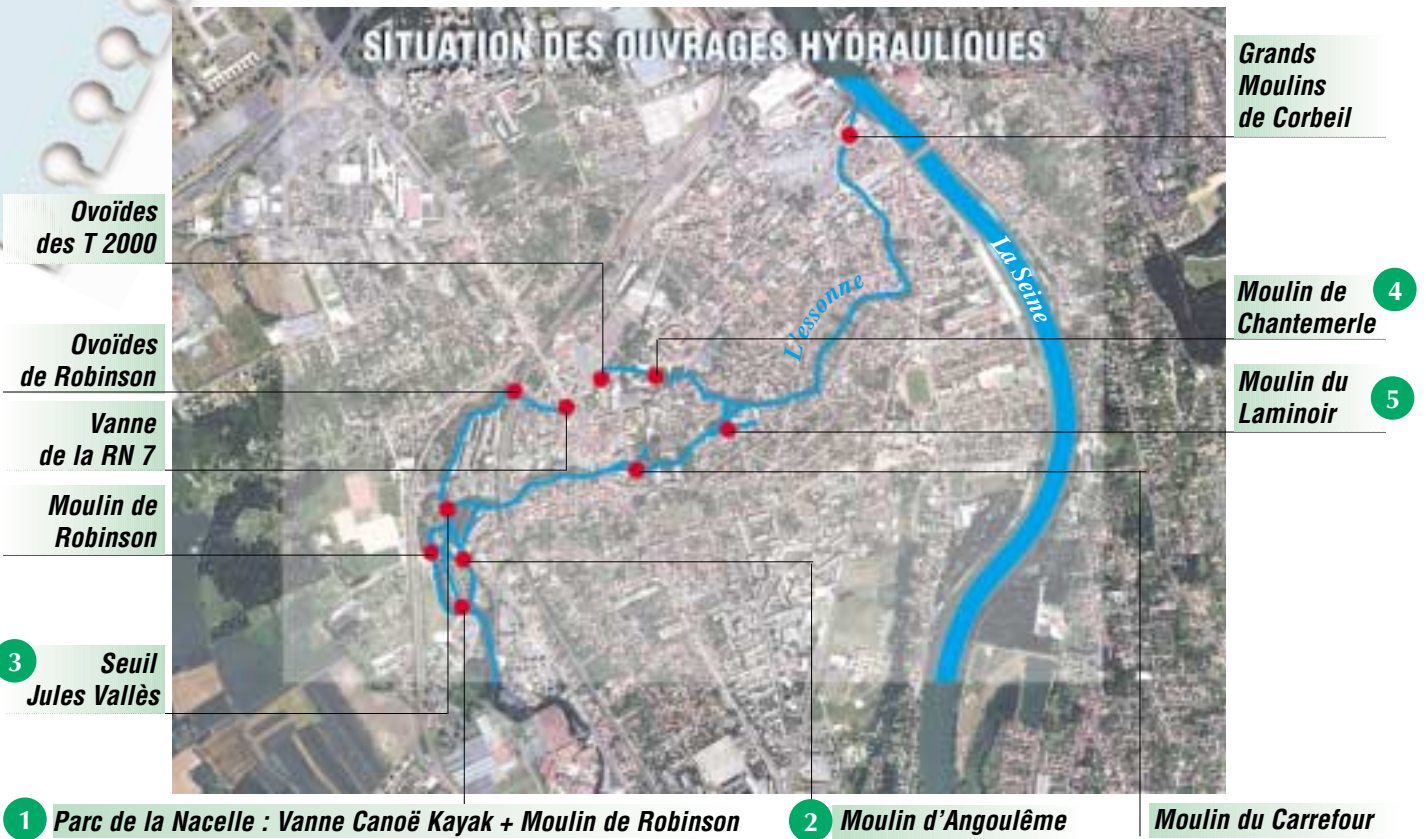 SITUATION DES OUVRAGES HYDRAULIQUES
Grands
Moulins
de Corbeil
Ovoïdes
des T 2000
La Seine
L'essonne
Moulin de
Chantemerle
4
Ovoïdes
de Robinson
Moulin du
Laminoir
5
Vanne
de la RN 7
Moulin de
Robinson
3
Seuil
Jules Vallès
1 Parc de la Nacelle : Vanne Canoë Kayak + Moulin de Robinson
2 Moulin d'Angoulême
Moulin du Carrefour